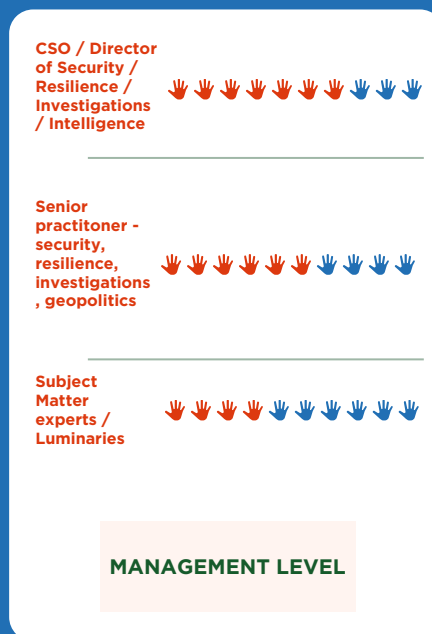 CSO / Director
of Security /
Resilience /
Investigations
/ Intelligence
Senior
practitoner -
security,
resilience,
investigations
, geopolitics
Subject
Matter
experts /
Luminaries
MANAGEMENT LEVEL